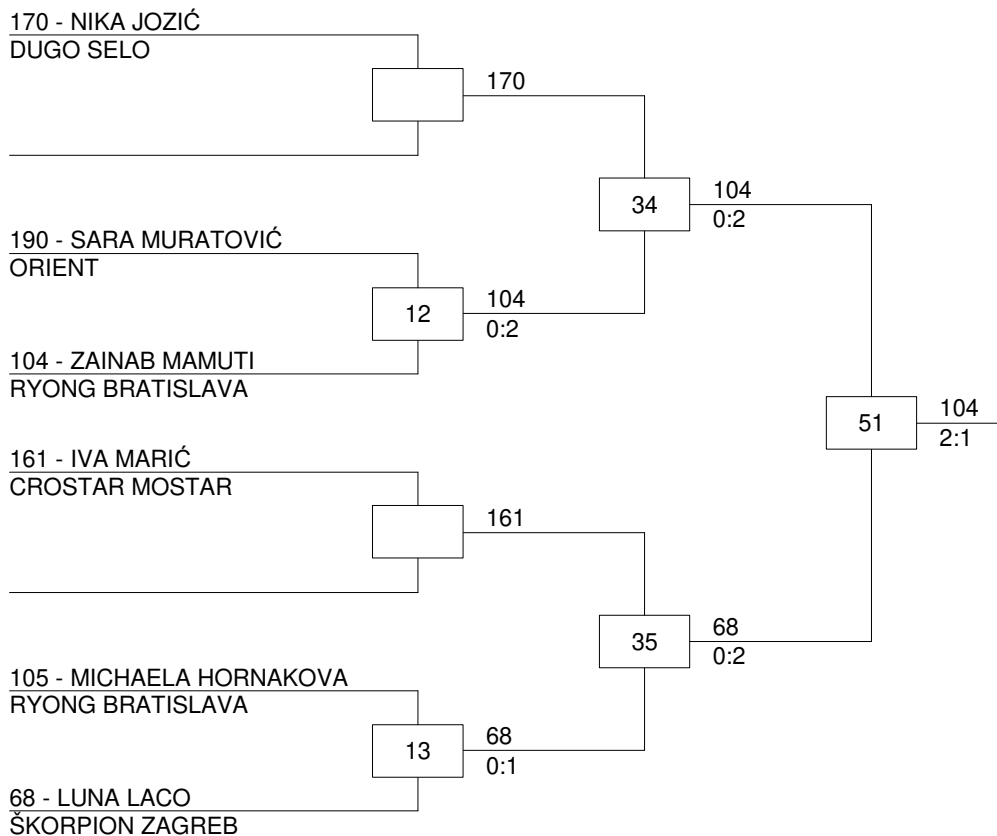 170 - NIKA JOZIĆ
DUGO SELO
170
34
104
0:2
190 - SARA MURATOVIĆ
ORIENT
12
104
0:2
104 - ZAINAB MAMUTI
RYONG BRATISLAVA
51
104
2:1
161 - IVA MARIĆ
CROSTAR MOSTAR
161
35
68
0:2
105 - MICHAELA HORNAKOVA
RYONG BRATISLAVA
13
68
0:1
68 - LUNA LACO
ŠKORPION ZAGREB